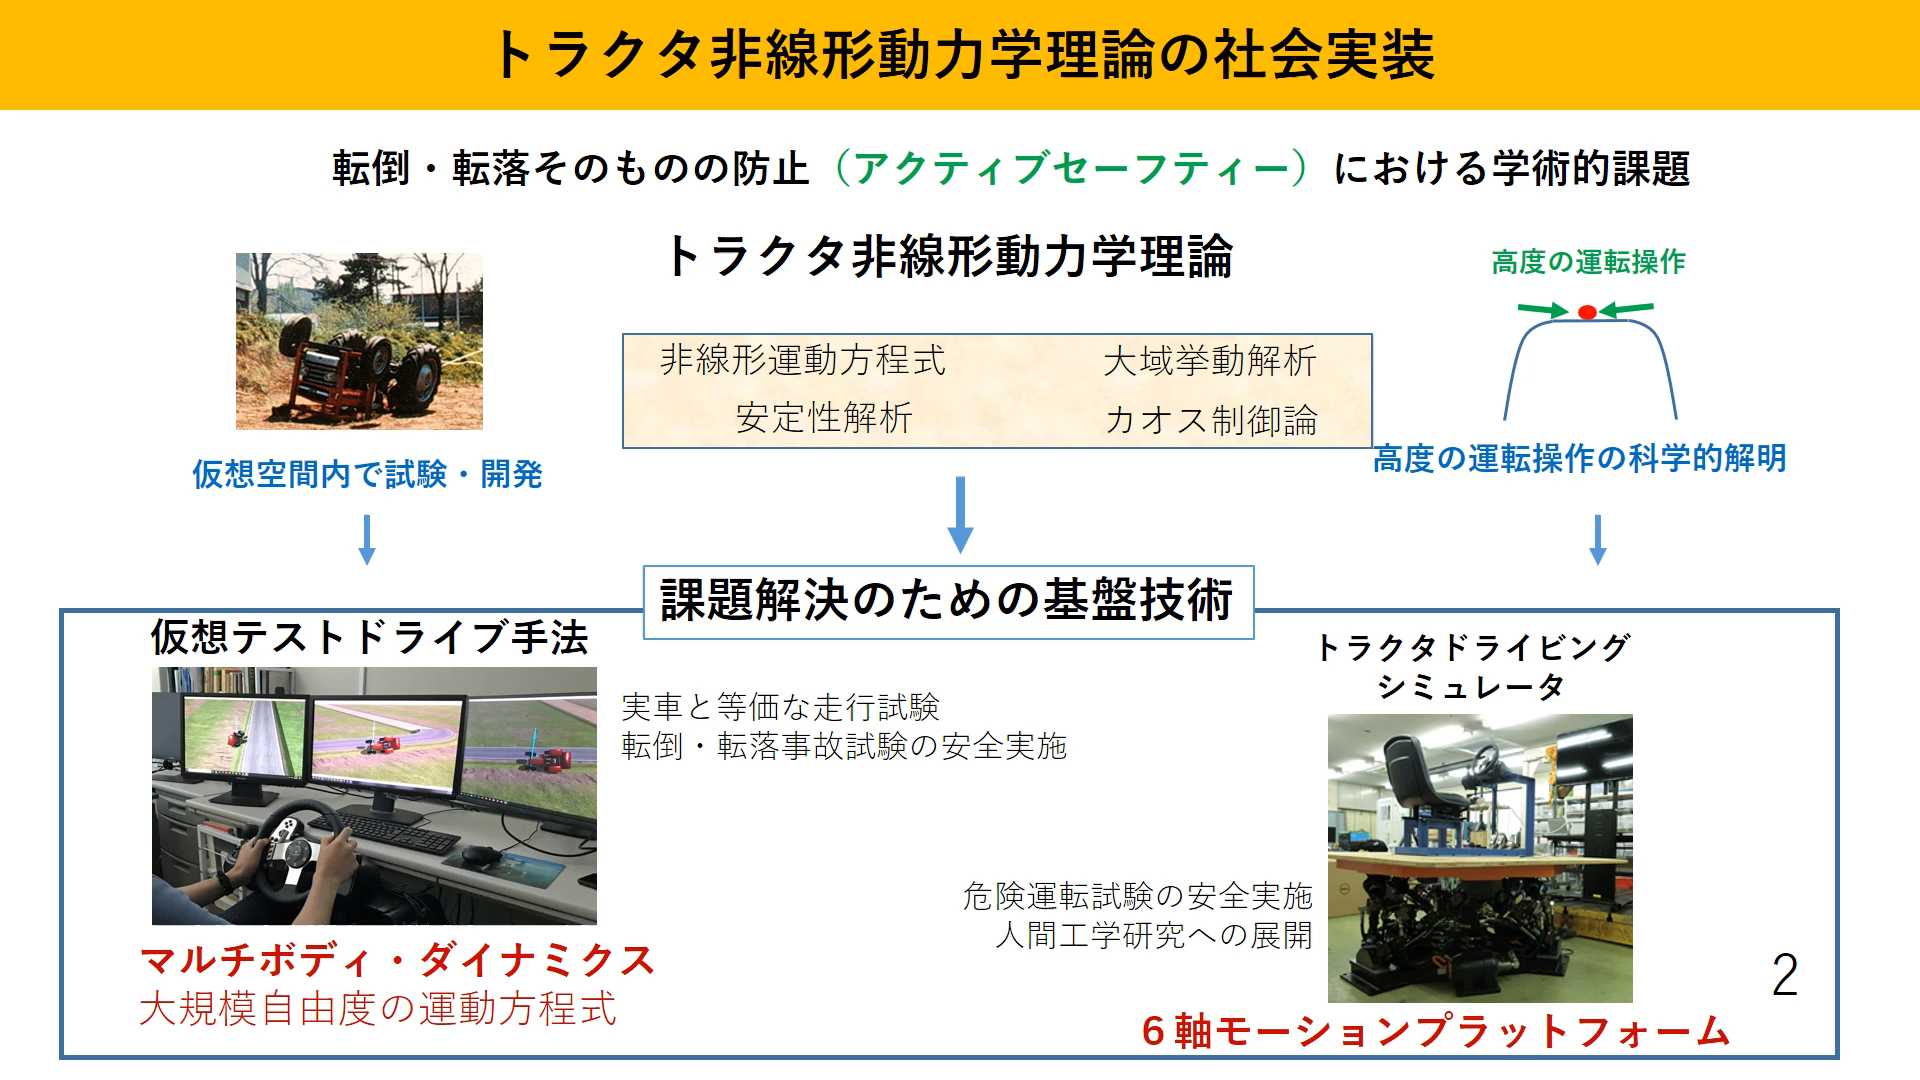 トラクタ非線形動力学理論の社会実装
転倒・転落そのものの防止（アクティブセーフティー）における学術的課題
トラクタ非線形動力学理論
高度の運転操作
非線形運動方程式
大域挙動解析
安定性解析
カオス制御論
仮想空間内で試験・開発
高度の運転操作の科学的解明
課題解決のための基盤技術
仮想テストドライブ手法
トラクタドライビング
シミュレータ
実車と等価な走行試験
転倒・転落事故試験の安全実施
危険運転試験の安全実施
人間工学研究への展開
マルチボディ・ダイナミクス
大規模自由度の運動方程式
６軸モーションプラットフォーム
2